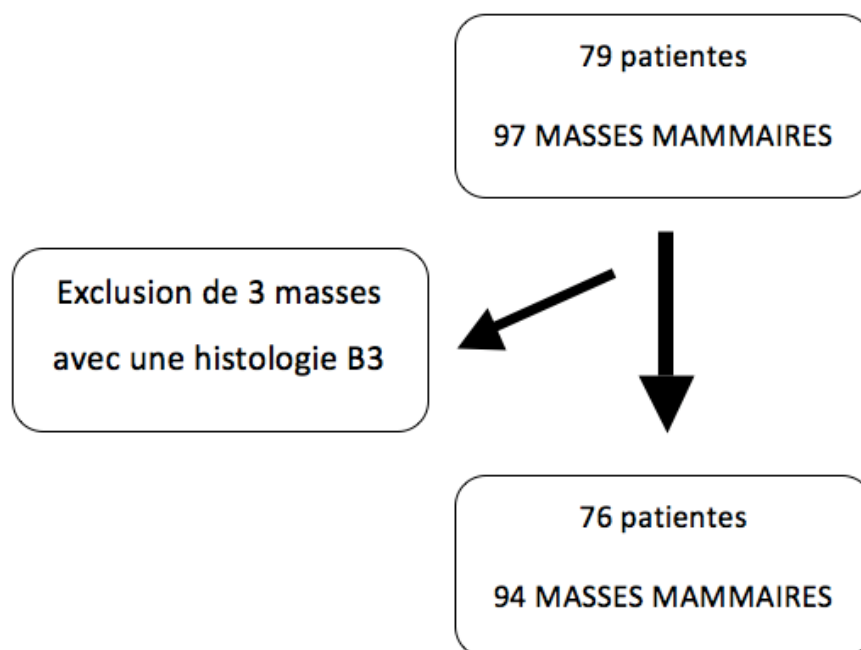 79 patientes
97 MASSES MAMMAIRES
Exclusion de 3 masses
avec une histologie B3
76 patientes
94 MASSES MAMMAIRES